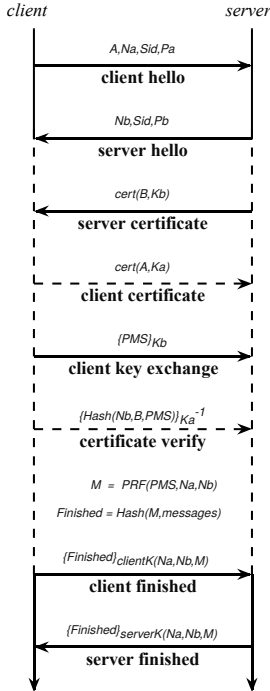 client server
A,Na,Sid,Pa
client hello
Nb,Sid,Pb
server hello
cert(B,Kb)
server certificate
cert(A,Ka)
client certificate
{PMS}Kb
client key exchange
{Hash(Nb,B,PMS)}Ka-1
certificate verify
M = PRF(PMS,Na,Nb)
Finished = Hash(M,messages)
{Finished}clientK(Na,Nb,M)
client finished
{Finished}serverK(Na,Nb,M)
server finished